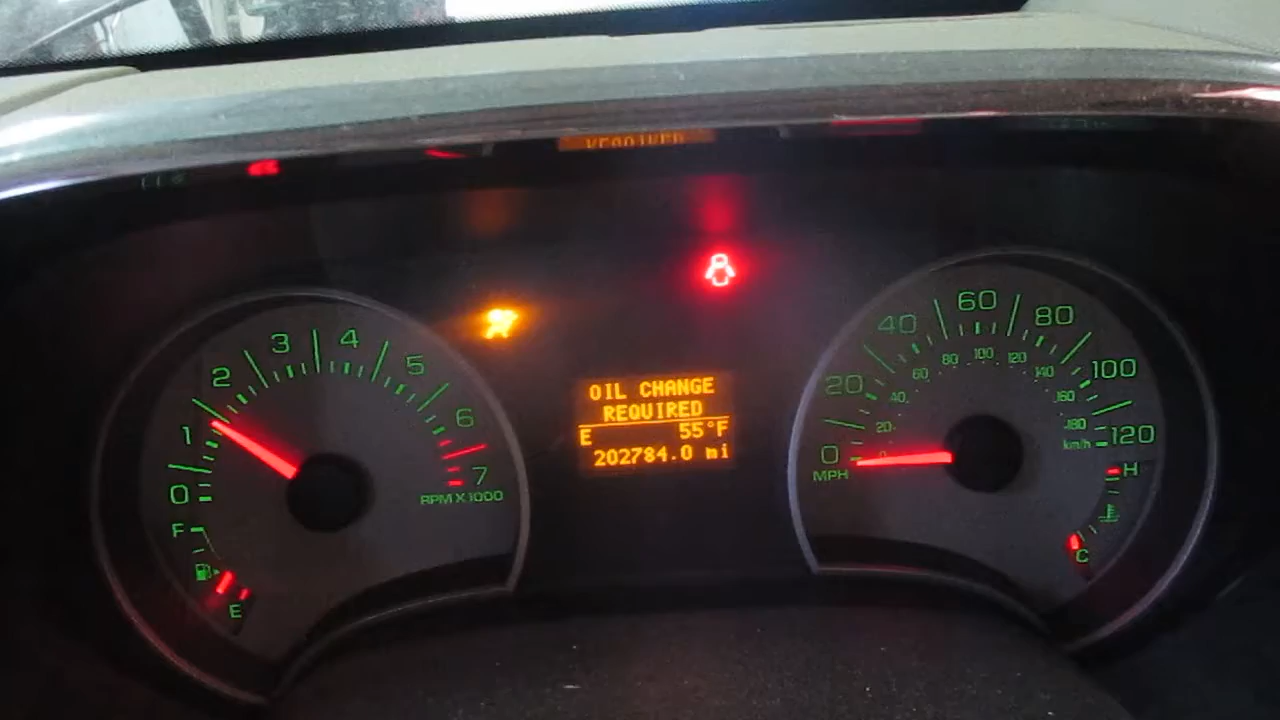 0 1 2 3 4 5 6 7
RPM X 1000
F
E
OIL CHANGE
REQUIRED
E 55°F
202784.0 mi
0 20 40 60 80 100 120
MPH
20 40 60 80 100 120 140 160 180
km/h
H
C